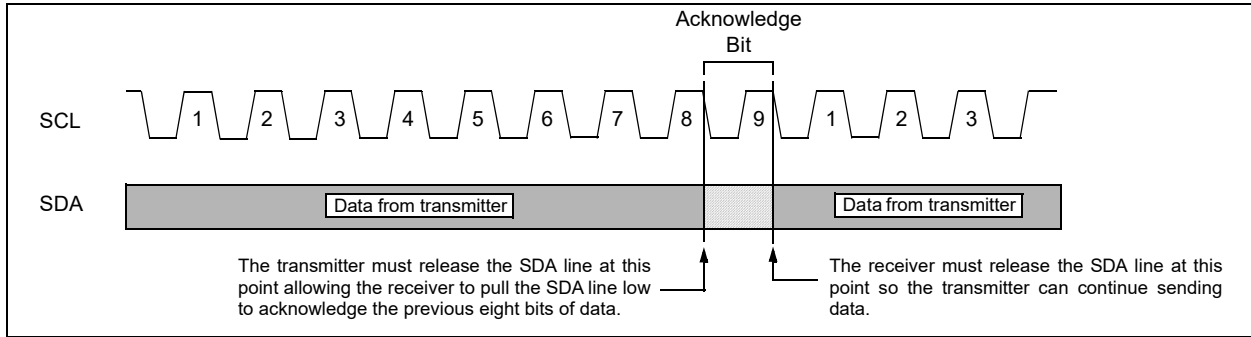 Acknowledge
Bit
SCL
1 2 3 4 5 6 7 8 9 1 2 3
SDA
Data from transmitter
Data from transmitter
The transmitter must release the SDA line at this
point allowing the receiver to pull the SDA line low
to acknowledge the previous eight bits of data.
The receiver must release the SDA line at this
point so the transmitter can continue sending
data.